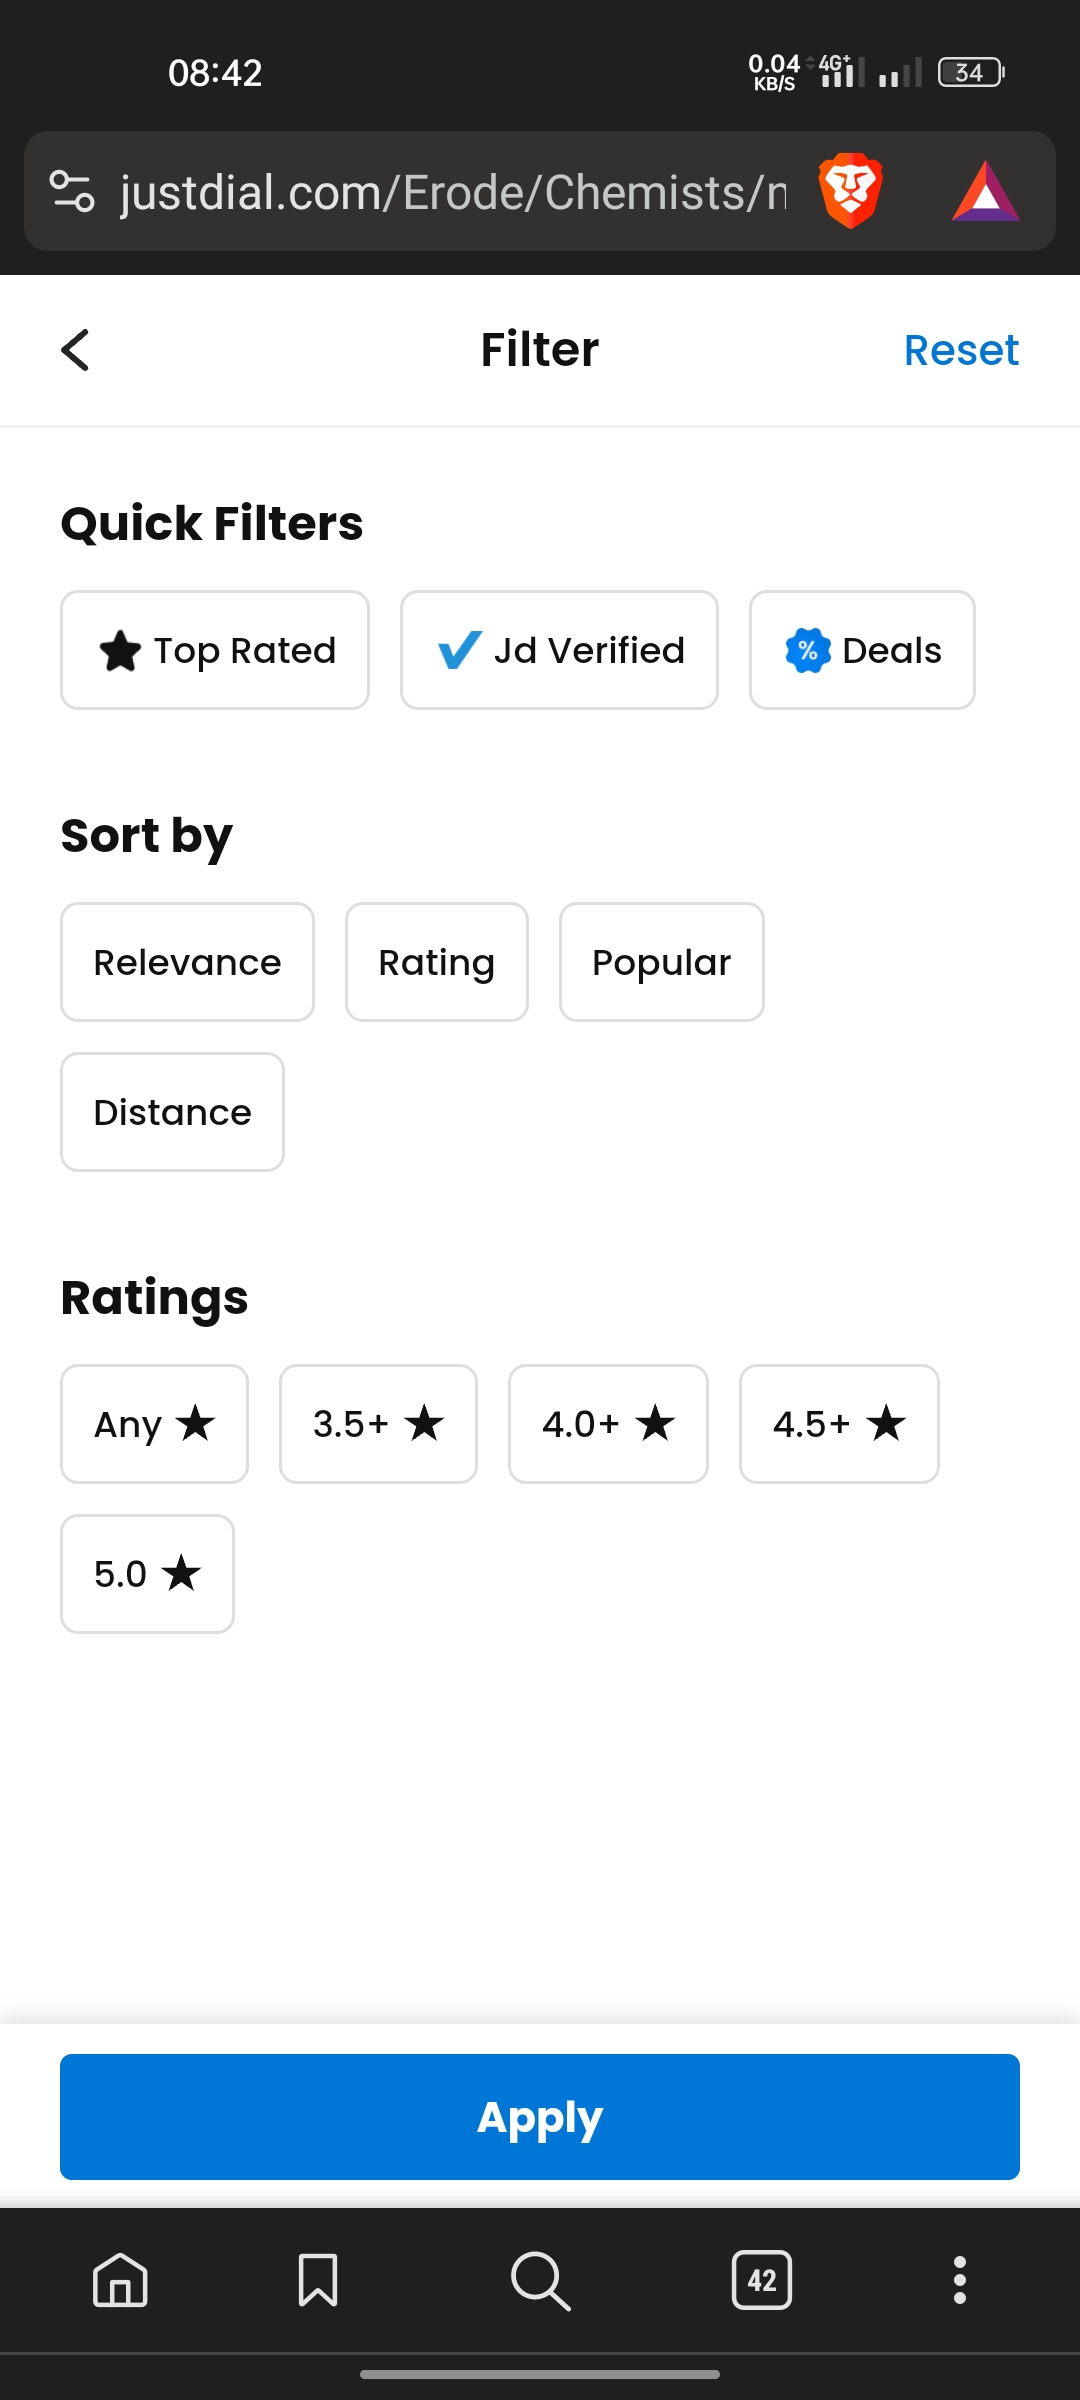 08:42
0.04 KB/S 4G+ 34
justdial.com/Erode/Chemists/n
Filter
Reset
Quick Filters
Top Rated
Jd Verified
% Deals
Sort by
Relevance
Rating
Popular
Distance
Ratings
Any ★
3.5+ ★
4.0+ ★
4.5+ ★
5.0 ★
Apply
42